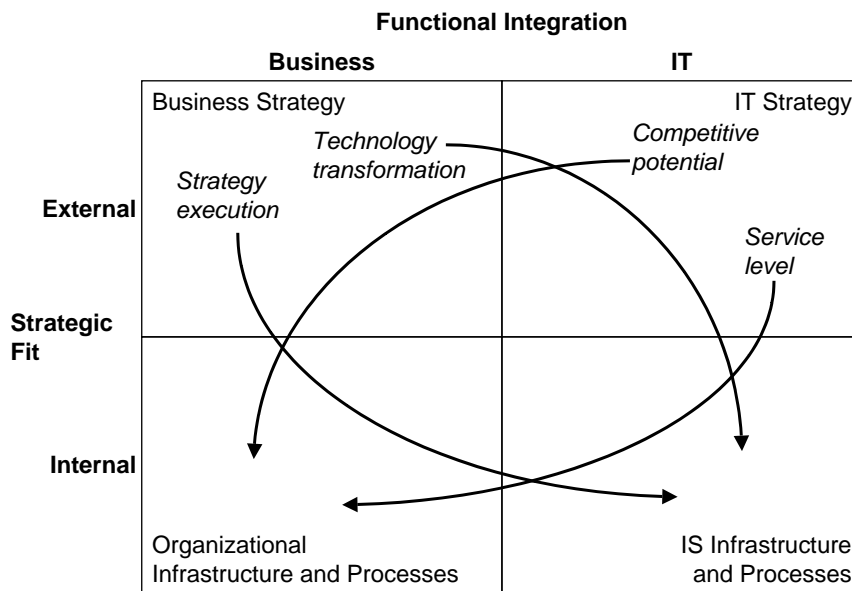 Functional Integration
Business
IT
Business Strategy
IT Strategy
Technology
transformation
Competitive
potential
Strategy
execution
External
Service
level
Strategic
Fit
Internal
Organizational
Infrastructure and Processes
IS Infrastructure
and Processes